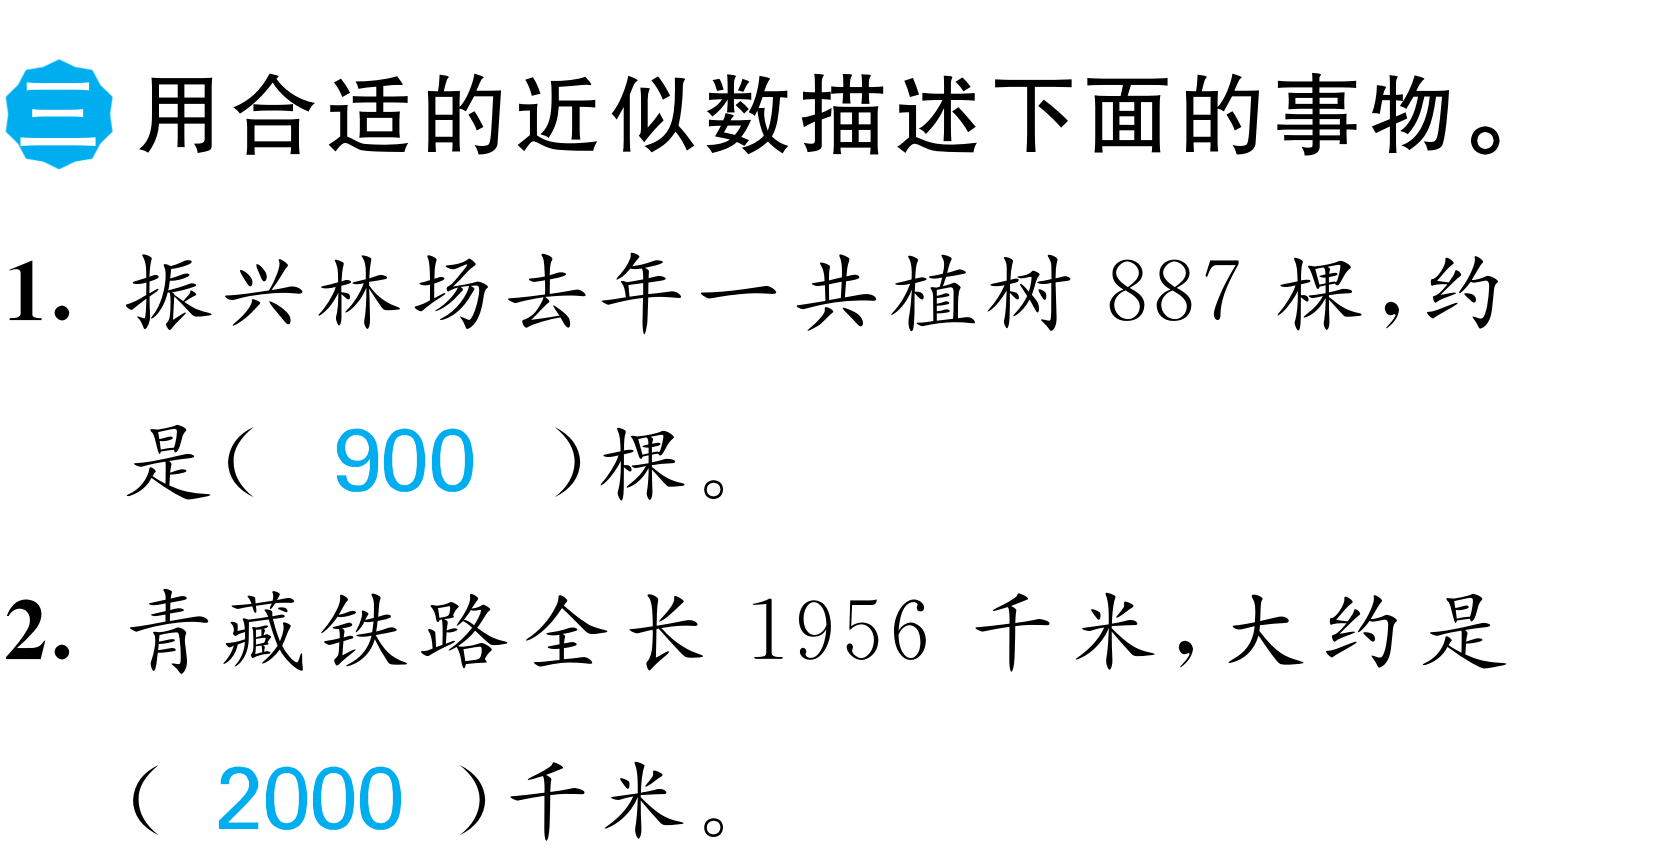 三 用合适的近似数描述下面的事物。
1. 振兴林场去年一共植树 887 棵,约
是( 900 )棵。
2. 青藏铁路全长 1956 千米,大约是
( 2000 )千米。